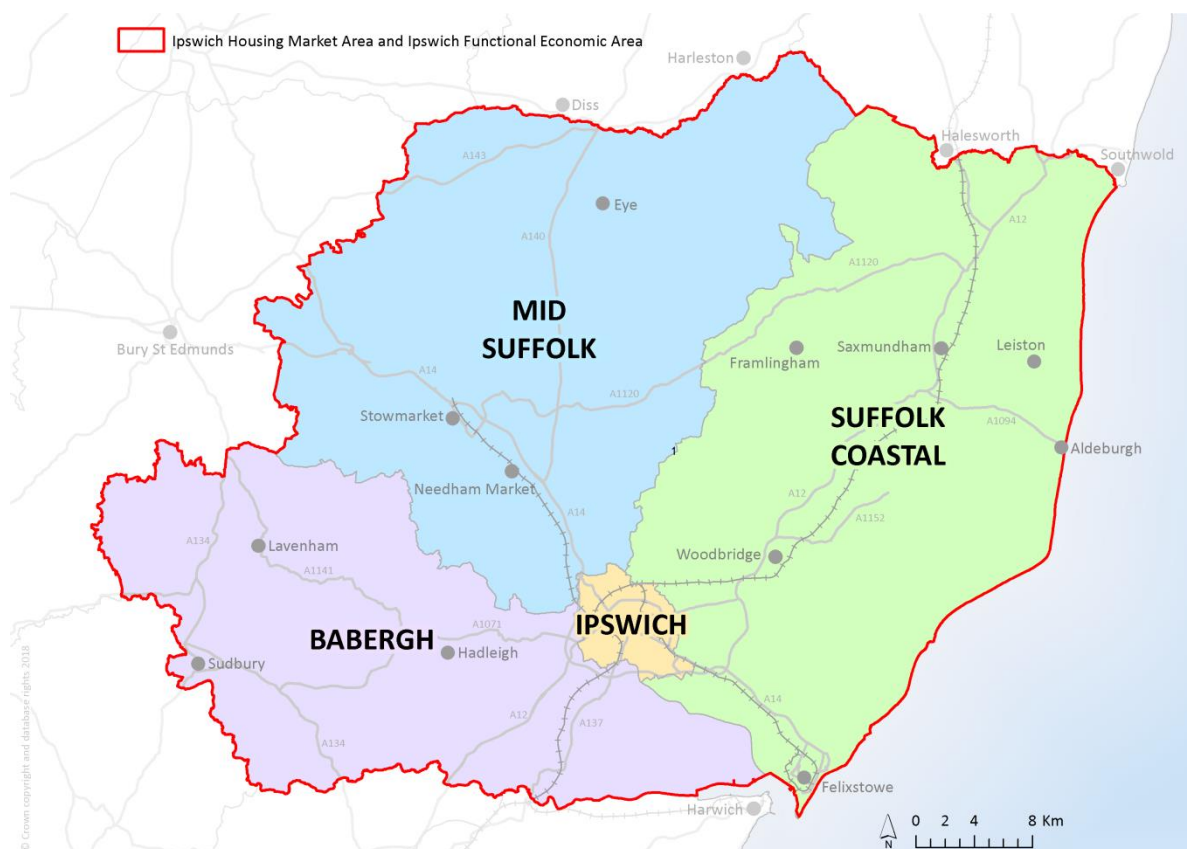 Ipswich Housing Market Area and Ipswich Functional Economic Area
Harleston
Diss
Halesworth
Southwold
A143
Eye
A12
A140
A1120
MID
SUFFOLK
Bury St Edmunds
Framlingham
Saxmundham
Leiston
A14
A1120
Stowmarket
SUFFOLK
COASTAL
A1094
Aldeburgh
1
Needham Market
A12
A14
A1152
A134
Lavenham
Woodbridge
A1141
IPSWICH
BABERGH
A1071
Hadleigh
Sudbury
A14
A12
A137
A134
Felixstowe
Harwich
0 2 4 8 Km
N
© Crown copyright and database rights 2018